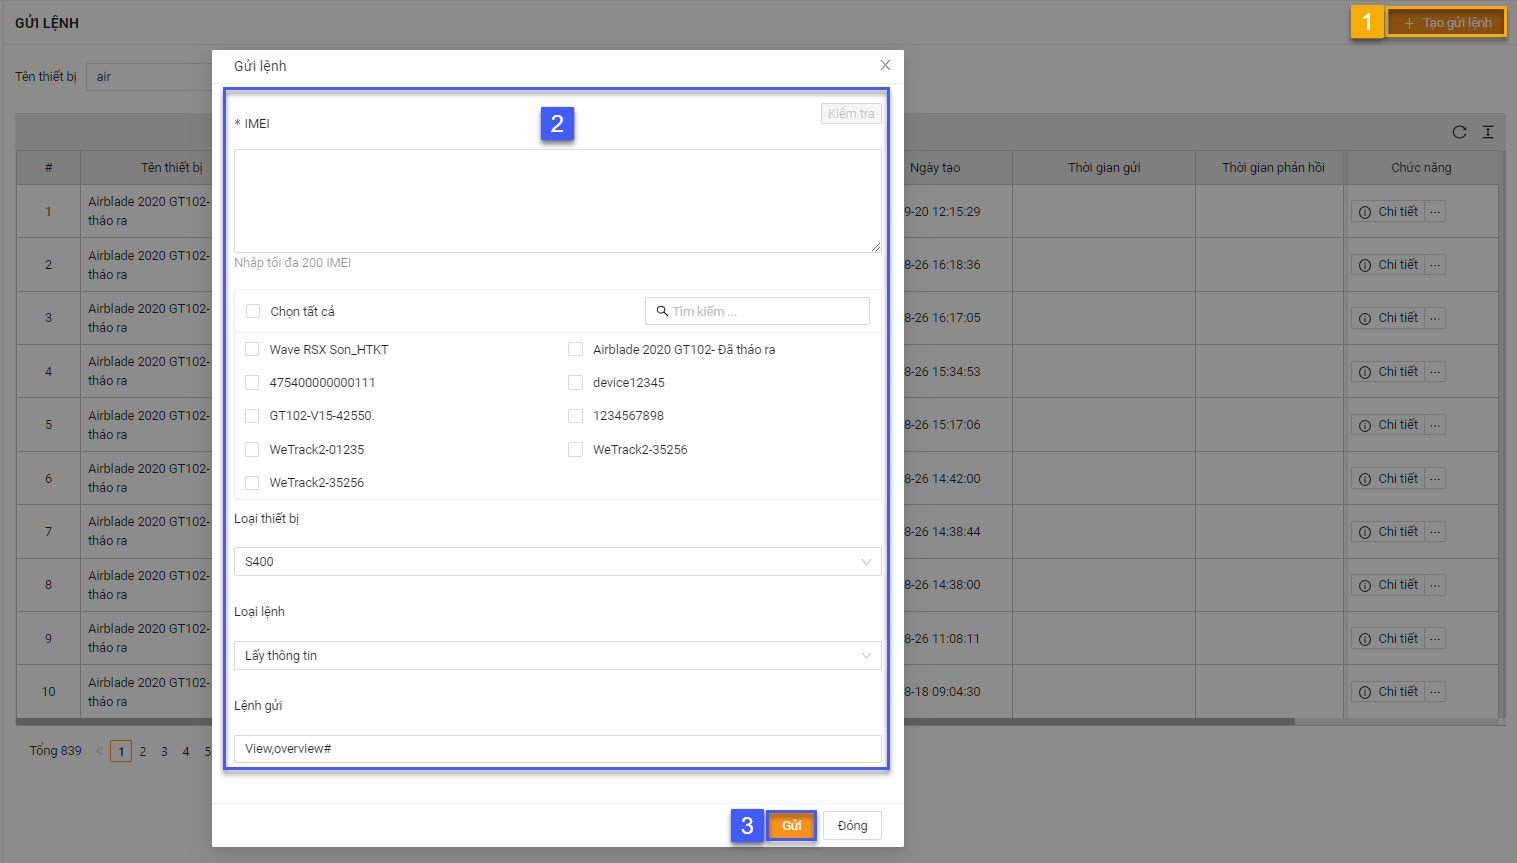 GỬI LỆNH
1
+ Tạo gửi lệnh
Tên thiết bị
air
Gửi lệnh
* IMEI
2
Kiểm tra
Nhập tối đa 200 IMEI
Chọn tất cả
Tìm kiếm ...
Wave RSX Son_HTKT
Airblade 2020 GT102- Đã tháo ra
475400000000111
device12345
GT102-V15-42550.
1234567898
WeTrack2-01235
WeTrack2-35256
WeTrack2-35256
Loại thiết bị
S400
Loại lệnh
Lấy thông tin
Lệnh gửi
View,overview#
3
Gửi
Đóng
# Tên thiết bị Ngày tạo Thời gian gửi Thời gian phản hồi Chức năng
1 Airblade 2020 GT102- 9-20 12:15:29 Chi tiết ...
tháo ra
2 Airblade 2020 GT102- 8-26 16:18:36 Chi tiết ...
tháo ra
3 Airblade 2020 GT102- 8-26 16:17:05 Chi tiết ...
tháo ra
4 Airblade 2020 GT102- 8-26 15:34:53 Chi tiết ...
tháo ra
5 Airblade 2020 GT102- 8-26 15:17:06 Chi tiết ...
tháo ra
6 Airblade 2020 GT102- 8-26 14:42:00 Chi tiết ...
tháo ra
7 Airblade 2020 GT102- 8-26 14:38:44 Chi tiết ...
tháo ra
8 Airblade 2020 GT102- 8-26 14:38:00 Chi tiết ...
tháo ra
9 Airblade 2020 GT102- 8-26 11:08:11 Chi tiết ...
tháo ra
10 Airblade 2020 GT102- 8-18 09:04:30 Chi tiết ...
tháo ra
Tổng 839 < 1 2 3 4 5